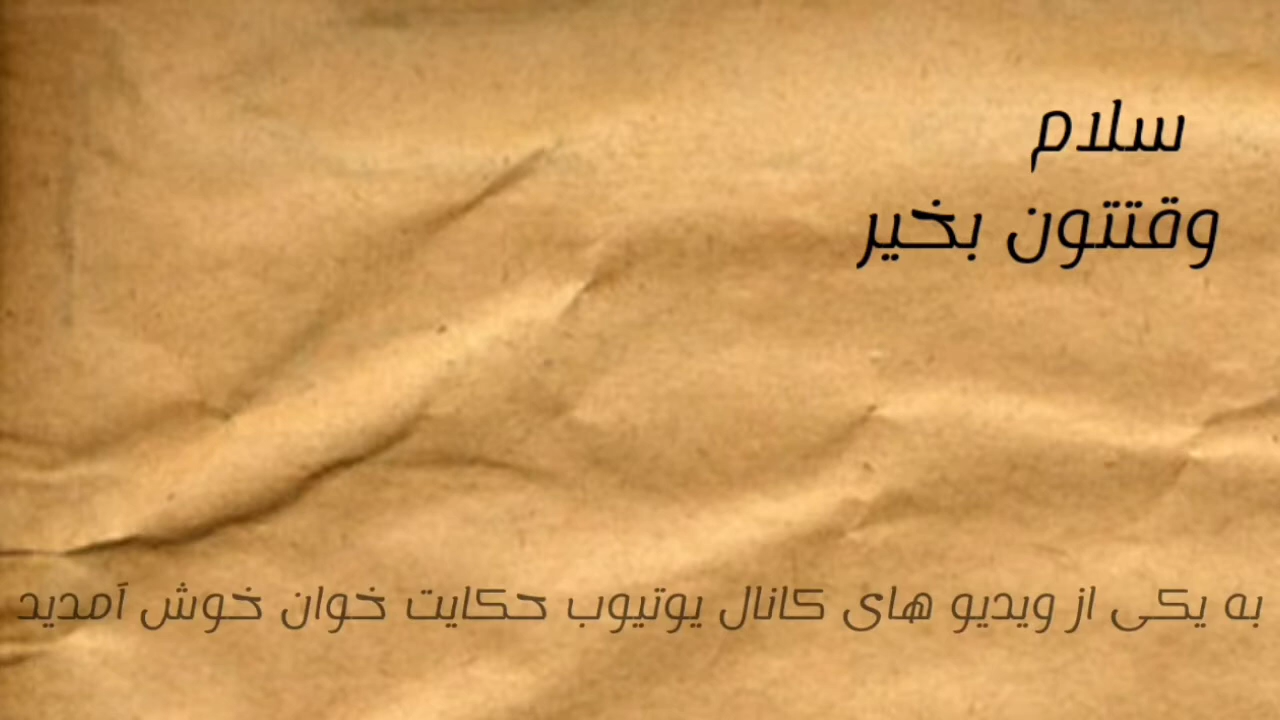 سلام
وقتتون بخیر
به یکی از ویدیو های کانال یوتیوب حکایت خوان خوش آمدید